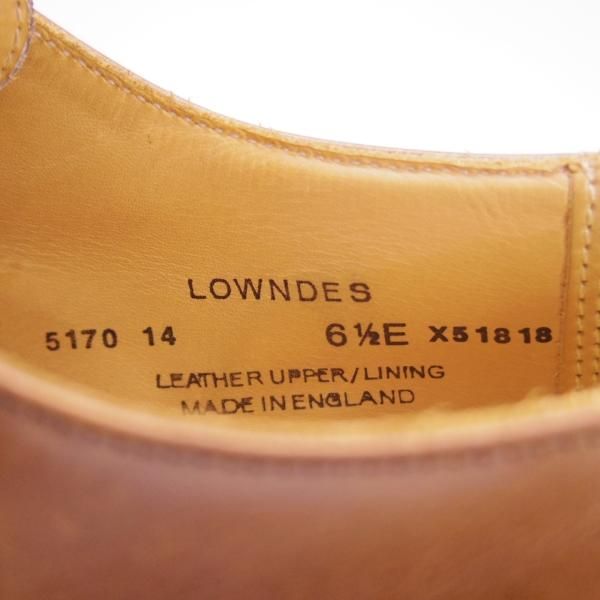 LOWNDES
5170 14 6½E X51818
LEATHER UPPER/LINING
MADE IN ENGLAND